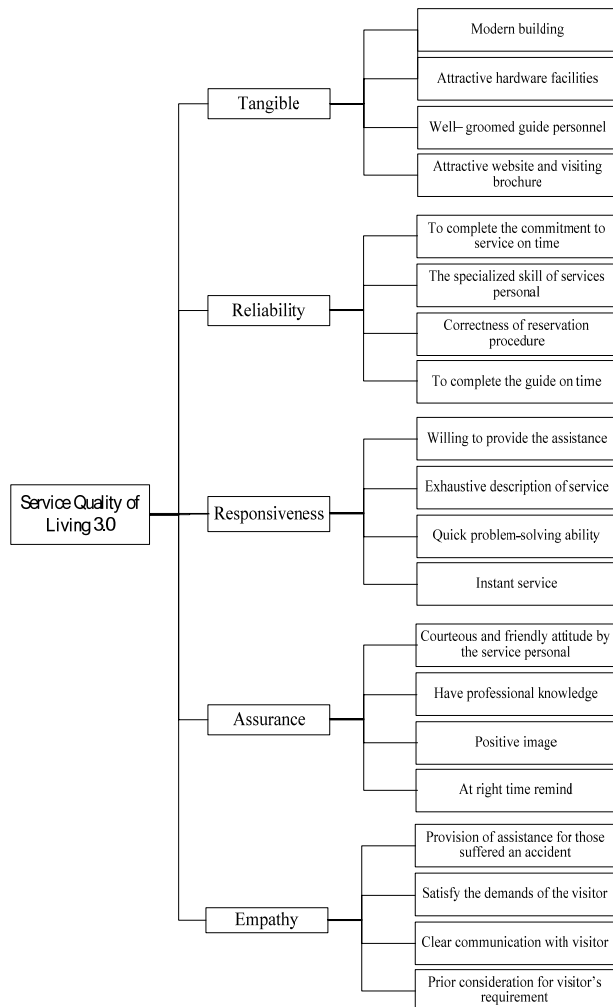 Modern building
Attractive hardware facilities
Tangible
Well– groomed guide personnel
Attractive website and visiting
brochure
To complete the commitment to
service on time
The specialized skill of services
personal
Reliability
Correctness of reservation
procedure
To complete the guide on time
Willing to provide the assistance
Exhaustive description of service
Service Quality of
Living 3.0
Responsiveness
Quick problem-solving ability
Instant service
Courteous and friendly attitude by
the service personal
Have professional knowledge
Assurance
Positive image
At right time remind
Provision of assistance for those
suffered an accident
Satisfy the demands of the visitor
Empathy
Clear communication with visitor
Prior consideration for visitor's
requirement